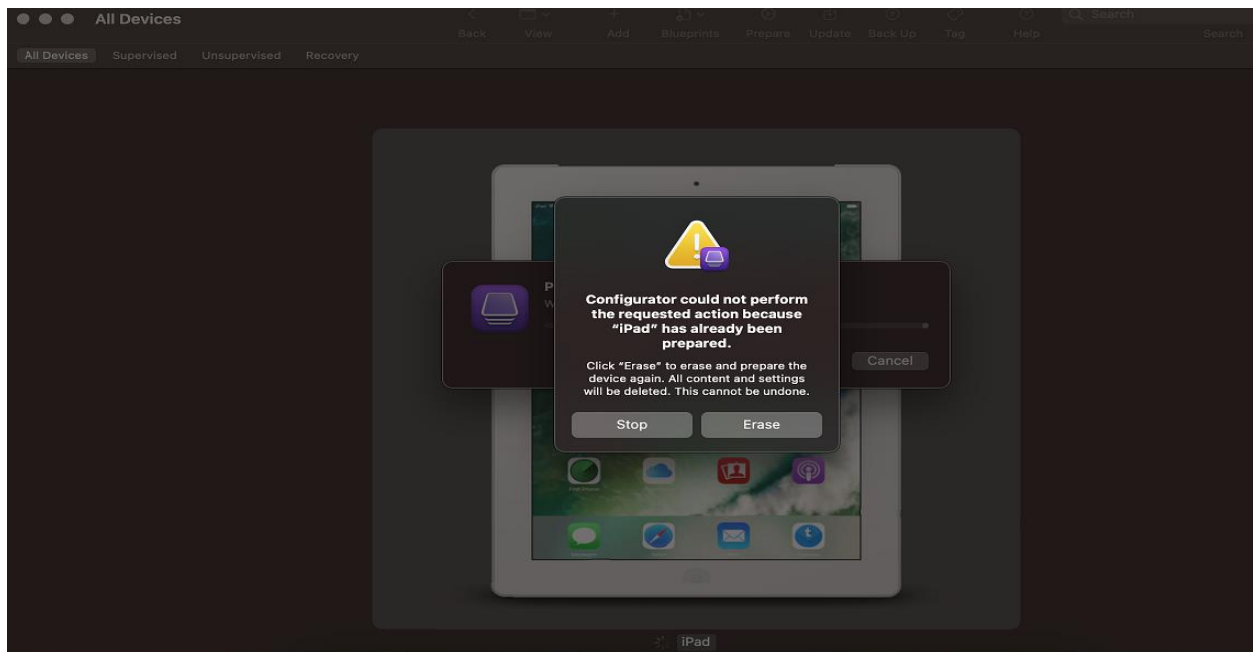 All Devices
Back View Add Blueprints Prepare Update Back Up Tag Help Search
Search
All Devices Supervised Unsupervised Recovery
Configurator could not perform
the requested action because
“iPad” has already been
prepared.
Click “Erase” to erase and prepare the
device again. All content and settings
will be deleted. This cannot be undone.
Cancel
Stop Erase
iPad